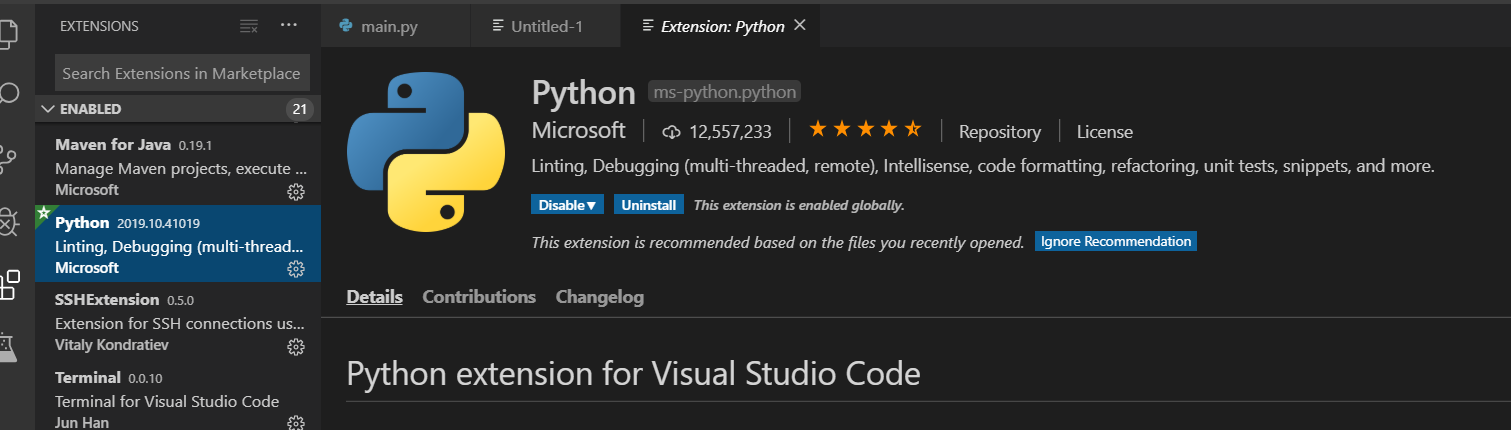 EXTENSIONS
Search Extensions in Marketplace
ENABLED 21
Maven for Java 0.19.1
Manage Maven projects, execute ...
Microsoft
Python 2019.10.41019
Linting, Debugging (multi-thread...
Microsoft
SSHExtension 0.5.0
Extension for SSH connections us...
Vitaly Kondratiev
Terminal 0.0.10
Terminal for Visual Studio Code
Jun Han
main.py Untitled-1 Extension: Python
Python ms-python.python
Microsoft 12,557,233 Repository License
Linting, Debugging (multi-threaded, remote), Intellisense, code formatting, refactoring, unit tests, snippets, and more.
Disable Uninstall This extension is enabled globally.
This extension is recommended based on the files you recently opened. Ignore Recommendation
Details Contributions Changelog
Python extension for Visual Studio Code